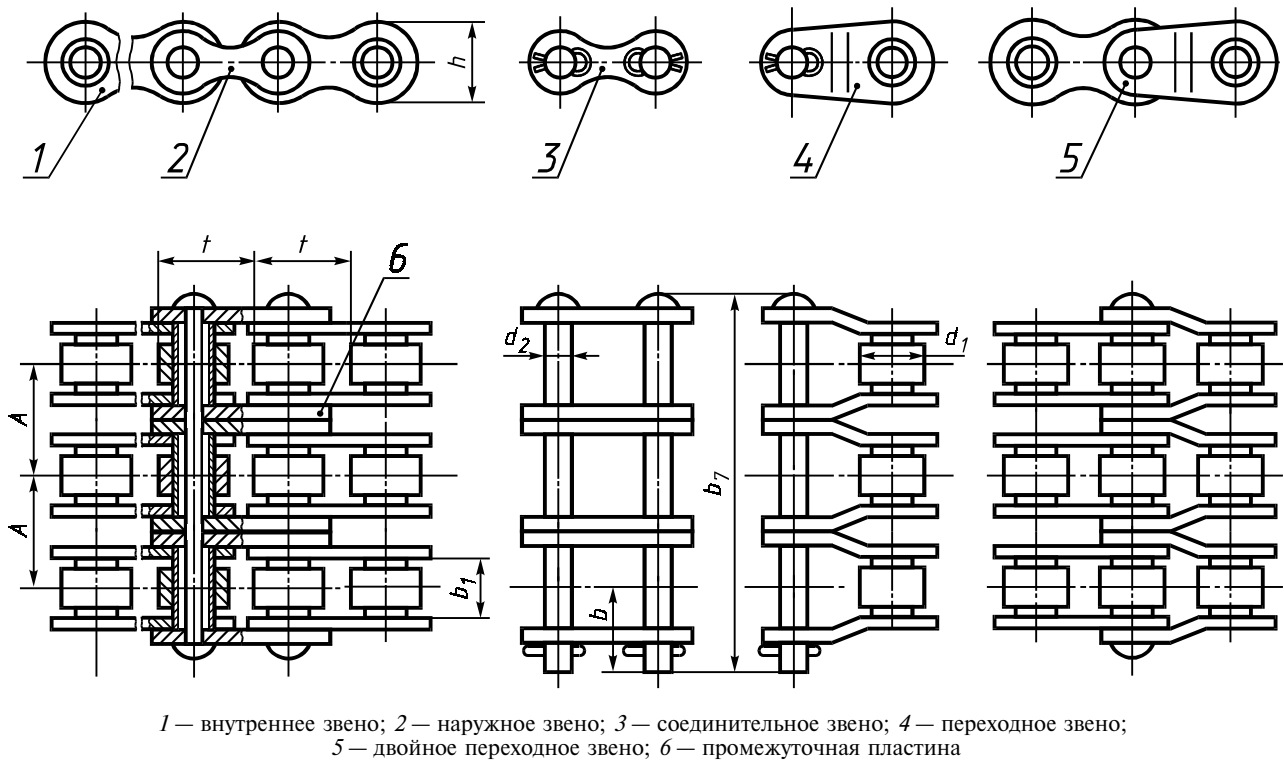 h
1 2 3 4 5
t t 6
d2 d1
A
b7
A
b1 b
1 — внутреннее звено; 2 — наружное звено; 3 — соединительное звено; 4 — переходное звено;
5 — двойное переходное звено; 6 — промежуточная пластина